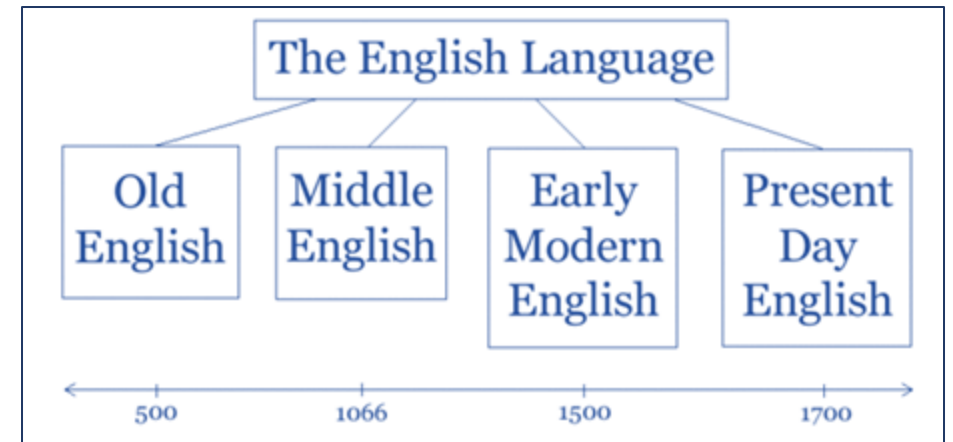 The English Language
Old
English
Middle
English
Early
Modern
English
Present
Day
English
500
1066
1500
1700